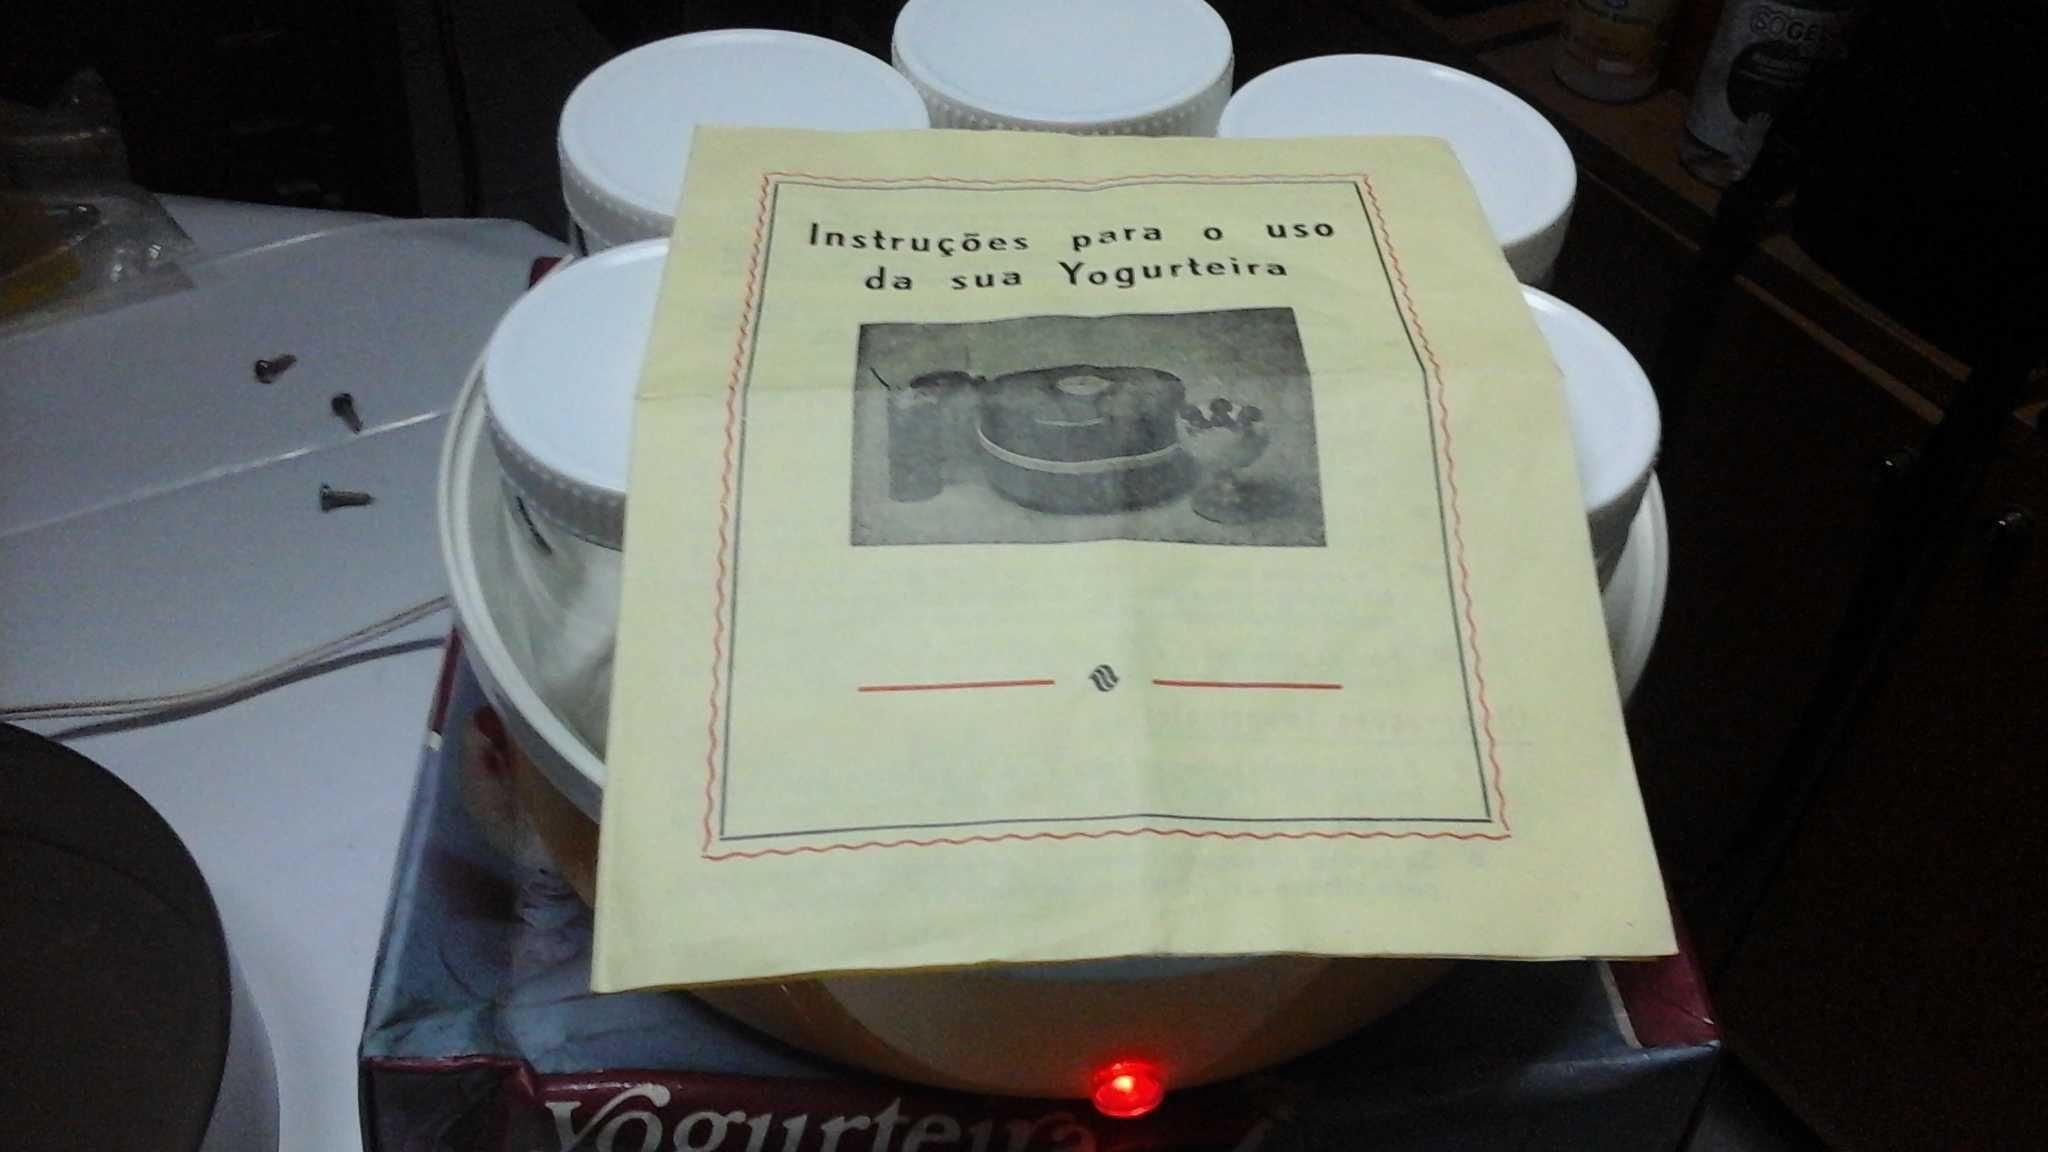 Instruções para o uso
da sua Yogurteira
Yogurteira